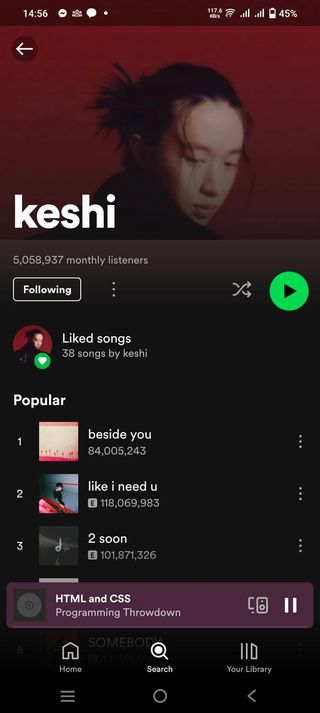 14:56
117.6
KB/s
45%
keshi
5,058,937 monthly listeners
Following
Liked songs
38 songs by keshi
Popular
1
beside you
84,005,243
2
like i need u
E 118,069,983
3
2 soon
E 101,871,326
HTML and CSS
Programming Throwdown
5
SOMEBODY
Home
Search
Your Library